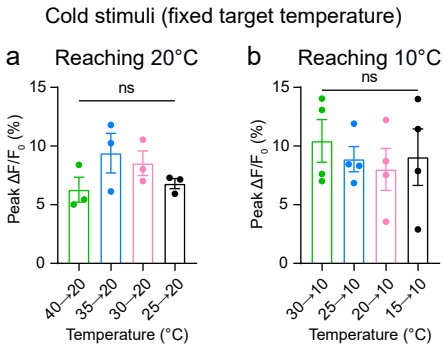 Cold stimuli (fixed target temperature)
a Reaching 20°C
ns
Peak ΔF/F₀ (%)
15
10
5
0
40→20
35→20
30→20
25→20
Temperature (°C)
b Reaching 10°C
ns
Peak ΔF/F₀ (%)
15
10
5
0
30→10
25→10
20→10
15→10
Temperature (°C)